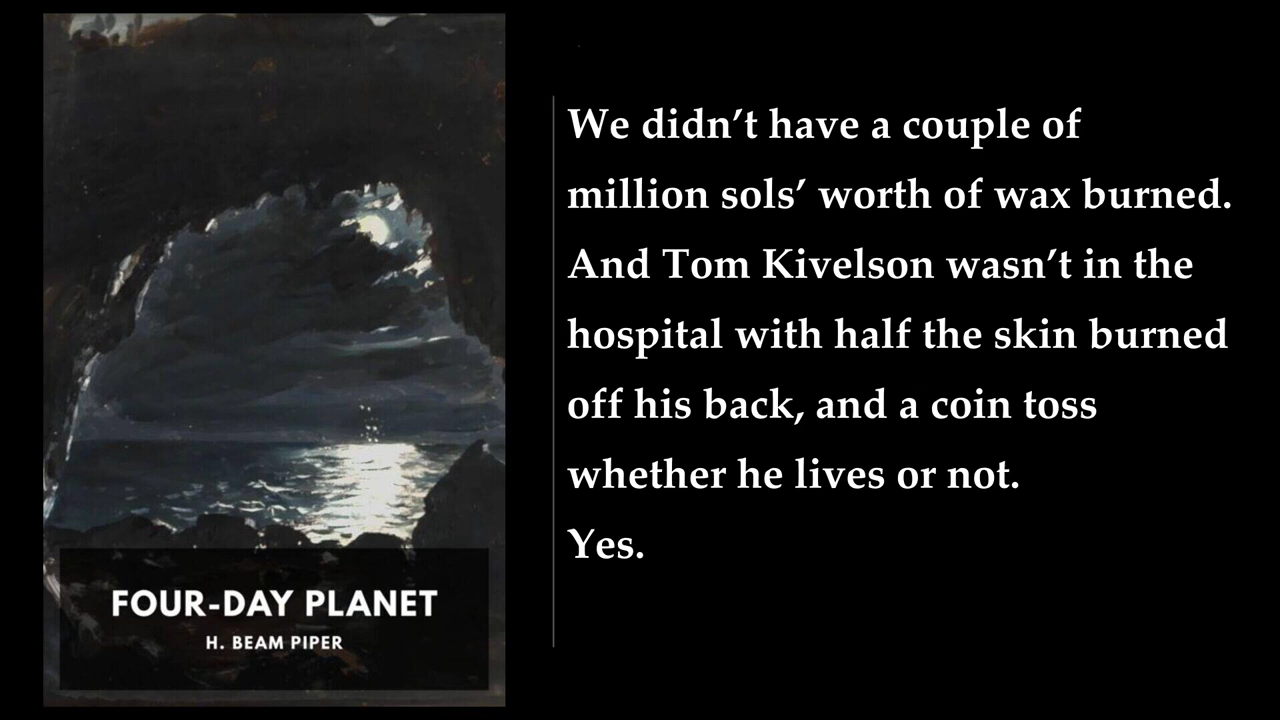 FOUR-DAY PLANET
H. BEAM PIPER
We didn’t have a couple of
million sols’ worth of wax burned.
And Tom Kivelson wasn’t in the
hospital with half the skin burned
off his back, and a coin toss
whether he lives or not.
Yes.